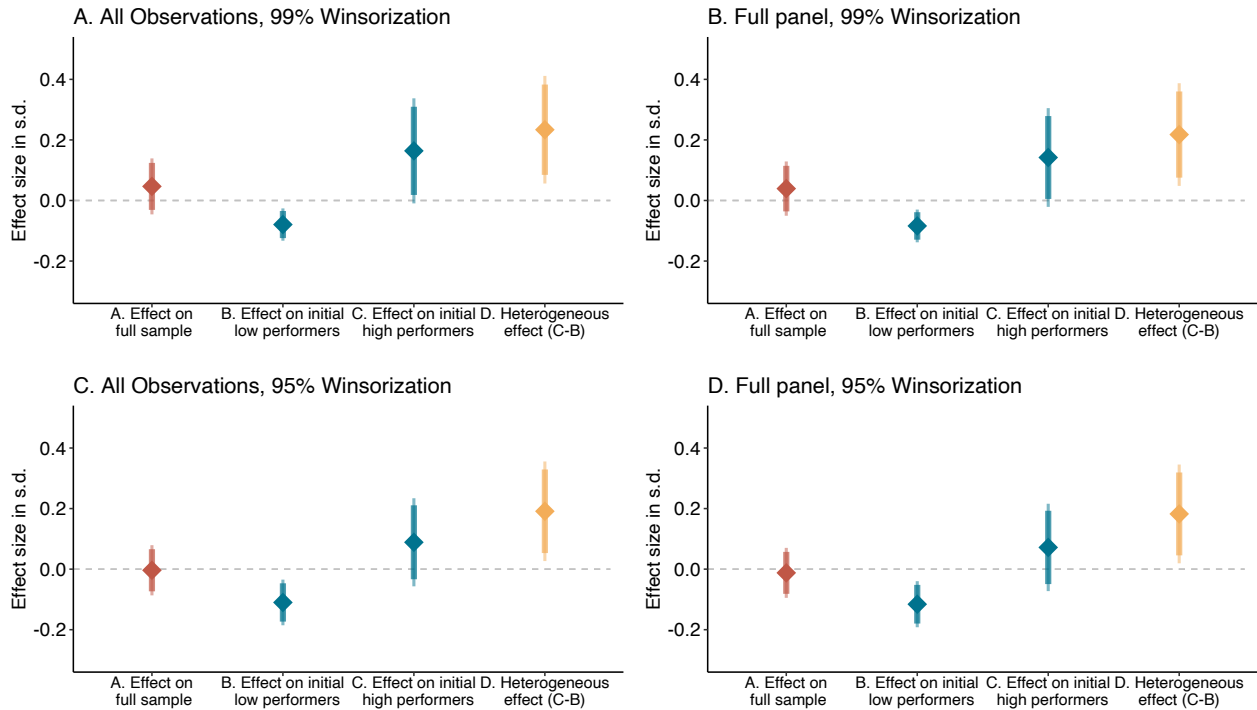 A. All Observations, 99% Winsorization
Effect size in s.d.
0.4
0.2
0.0
-0.2
A. Effect on
full sample
B. Effect on initial
low performers
C. Effect on initial
high performers
D. Heterogeneous
effect (C-B)
B. Full panel, 99% Winsorization
Effect size in s.d.
0.4
0.2
0.0
-0.2
A. Effect on
full sample
B. Effect on initial
low performers
C. Effect on initial
high performers
D. Heterogeneous
effect (C-B)
C. All Observations, 95% Winsorization
Effect size in s.d.
0.4
0.2
0.0
-0.2
A. Effect on
full sample
B. Effect on initial
low performers
C. Effect on initial
high performers
D. Heterogeneous
effect (C-B)
D. Full panel, 95% Winsorization
Effect size in s.d.
0.4
0.2
0.0
-0.2
A. Effect on
full sample
B. Effect on initial
low performers
C. Effect on initial
high performers
D. Heterogeneous
effect (C-B)